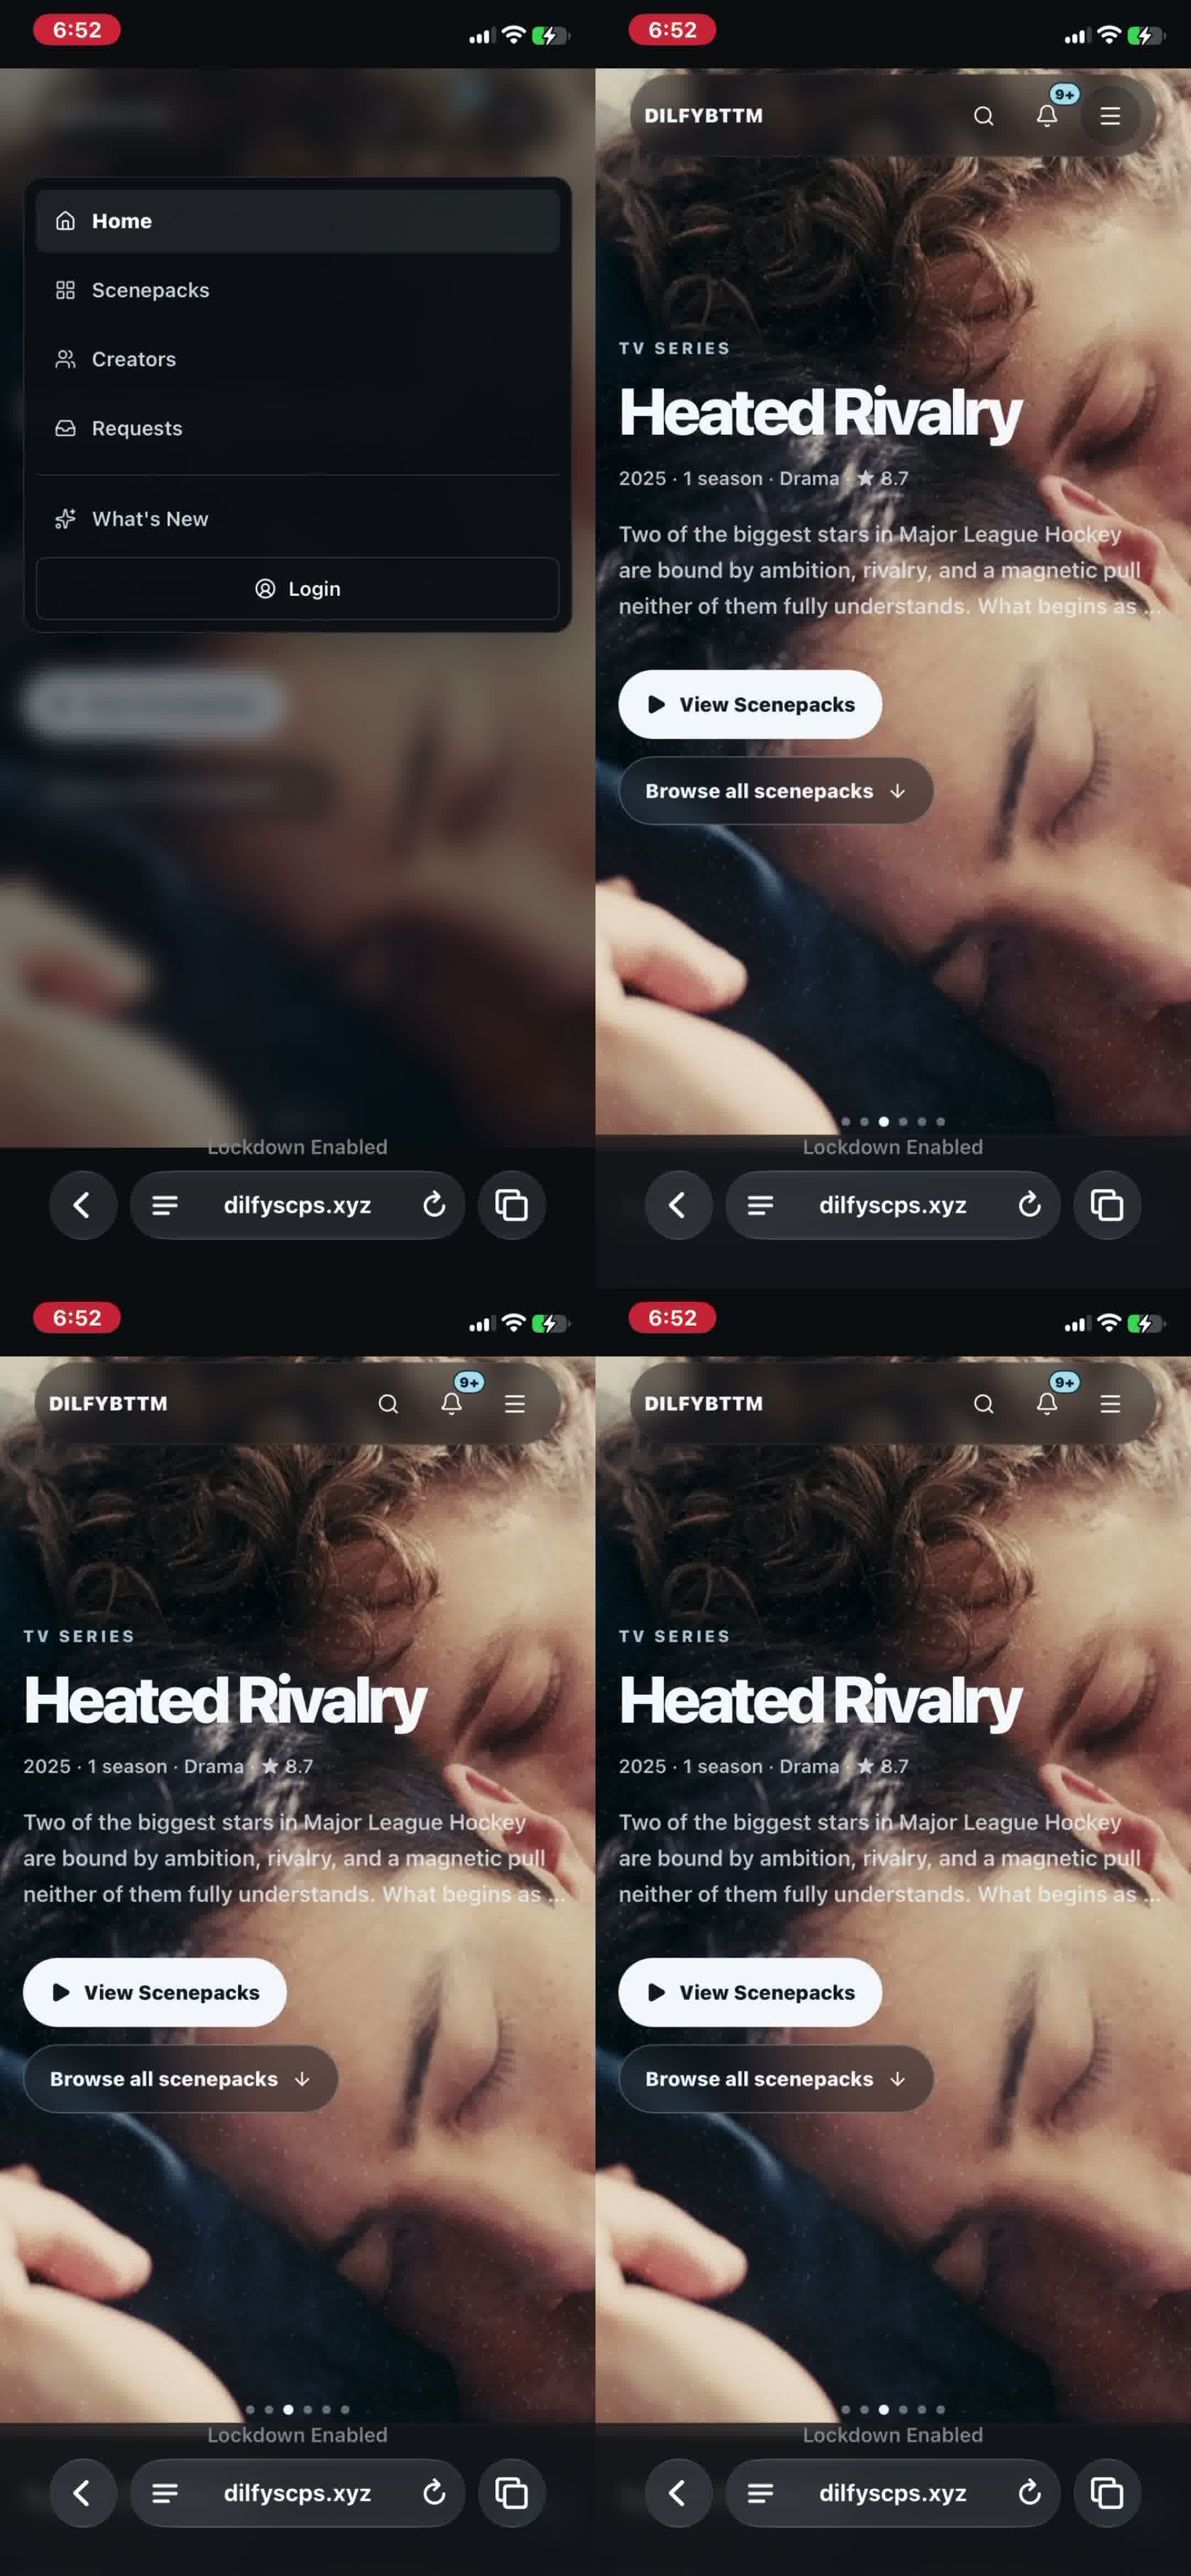 6:52
Home
Scenepacks
Creators
Requests
What's New
Login
Lockdown Enabled
dilfyscps.xyz
6:52
DILFYBTTM
9+
TV SERIES
Heated Rivalry
2025 · 1 season · Drama · ★ 8.7
Two of the biggest stars in Major League Hockey
are bound by ambition, rivalry, and a magnetic pull
neither of them fully understands. What begins as ...
View Scenepacks
Browse all scenepacks ↓
Lockdown Enabled
dilfyscps.xyz
6:52
DILFYBTTM
9+
TV SERIES
Heated Rivalry
2025 · 1 season · Drama · ★ 8.7
Two of the biggest stars in Major League Hockey
are bound by ambition, rivalry, and a magnetic pull
neither of them fully understands. What begins as ...
View Scenepacks
Browse all scenepacks ↓
Lockdown Enabled
dilfyscps.xyz
6:52
DILFYBTTM
9+
TV SERIES
Heated Rivalry
2025 · 1 season · Drama · ★ 8.7
Two of the biggest stars in Major League Hockey
are bound by ambition, rivalry, and a magnetic pull
neither of them fully understands. What begins as ...
View Scenepacks
Browse all scenepacks ↓
Lockdown Enabled
dilfyscps.xyz